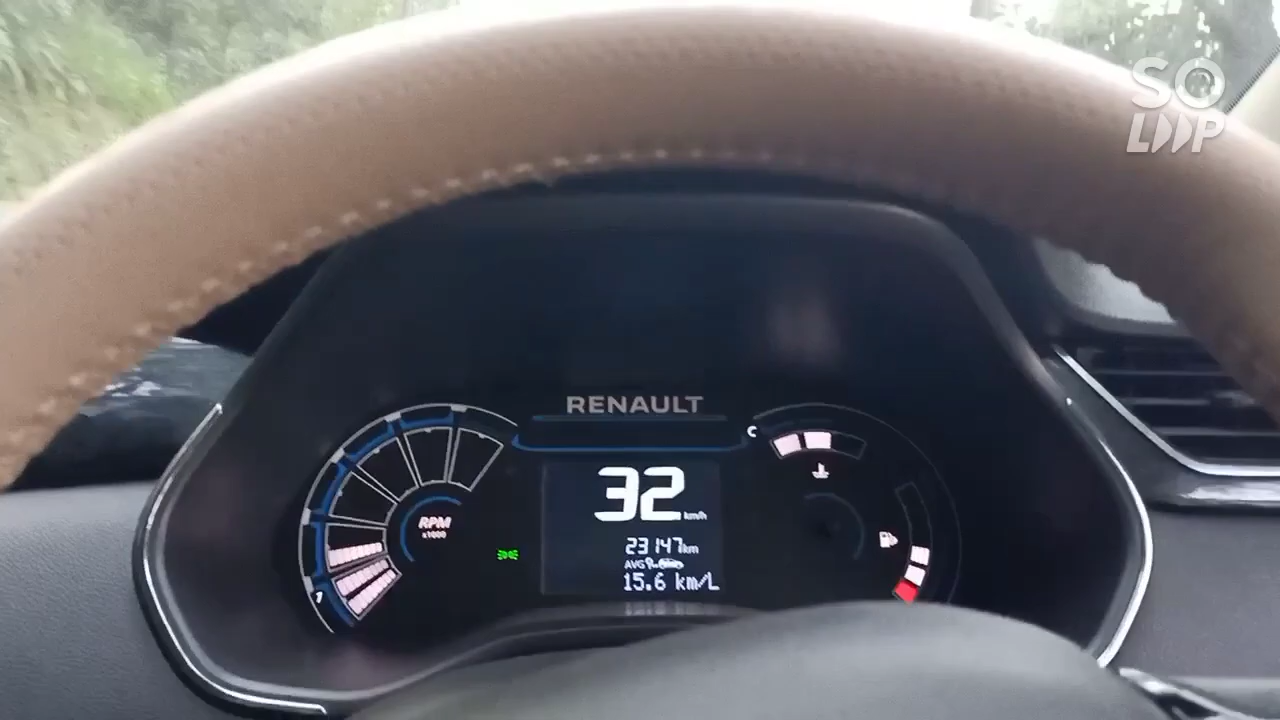 SO
LOOP
RENAULT
C
32 km/h
RPM
x1000
23147km
AVG
15.6 km/L
1